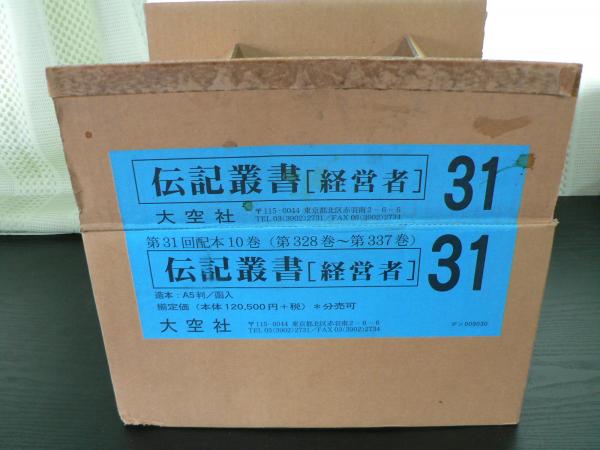 伝記叢書[経営者] 31
大空社 〒115-0044 東京都北区赤羽南2-6-6
TEL 03(3902)2731/FAX 03(3902)2734
第31回配本10巻(第328巻~第337巻)
伝記叢書[経営者] 31
造本:A5判/函入
揃定価(本体120,500円+税)*分売可
大空社 〒115-0044 東京都北区赤羽南2-6-6
TEL 03(3902)2731/FAX 03(3902)2734